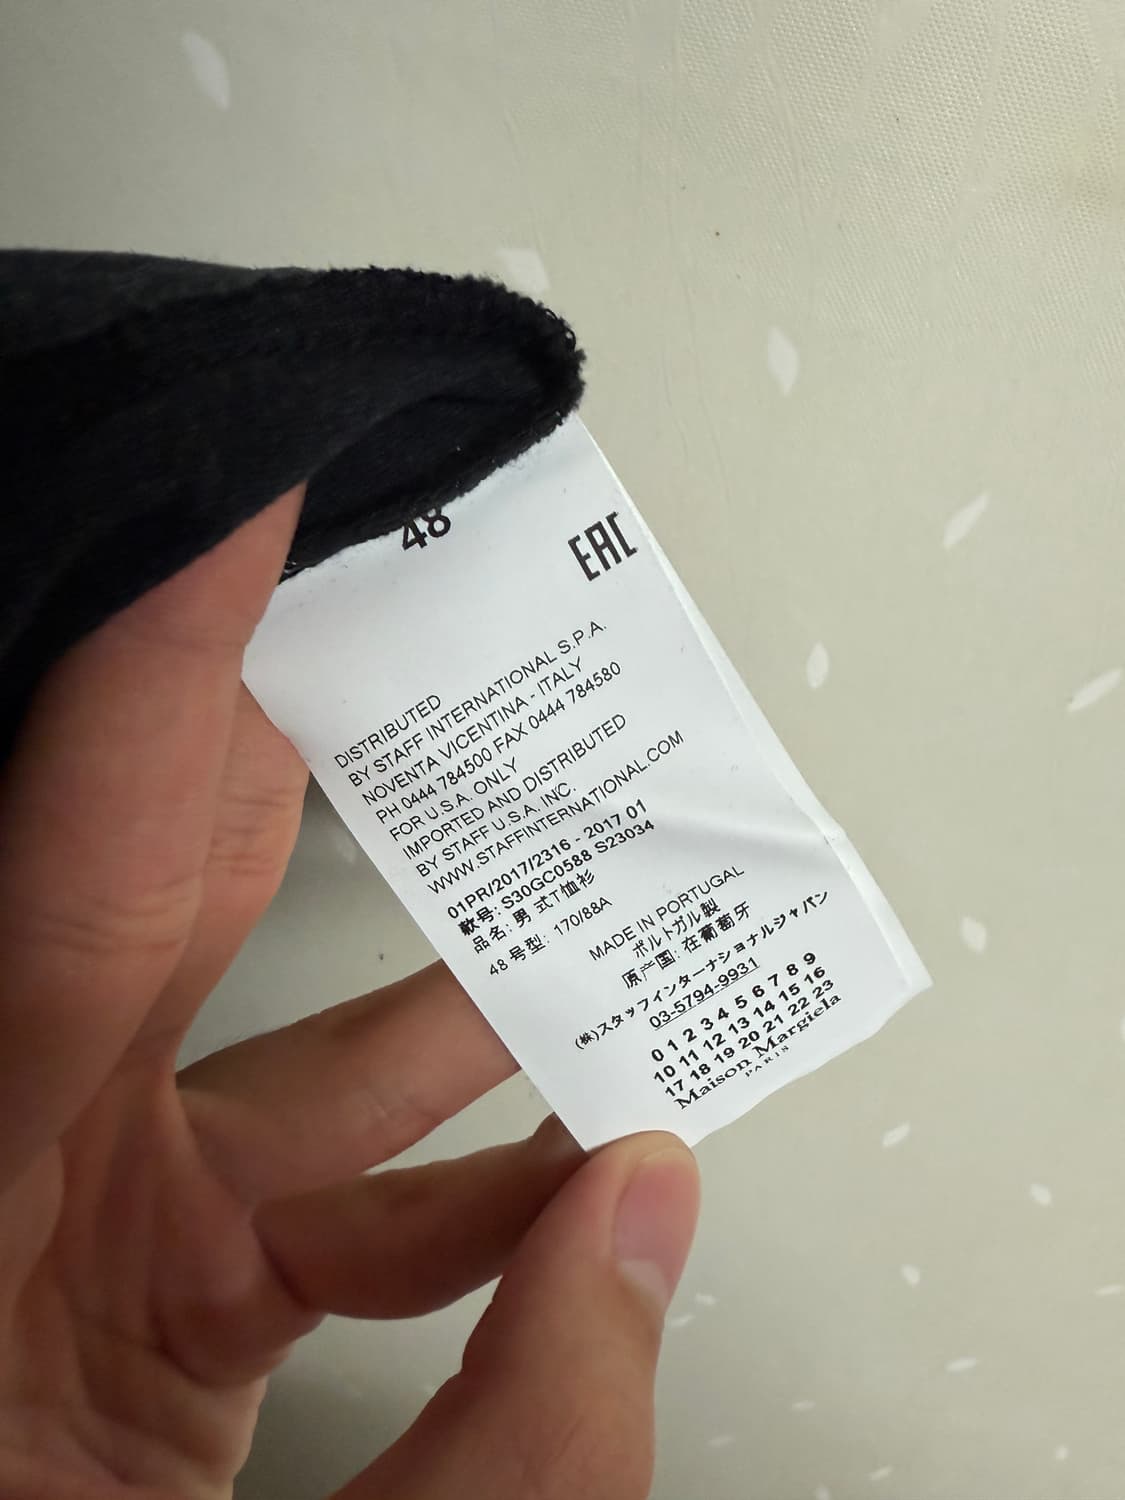 48
EAC
DISTRIBUTED
BY STAFF INTERNATIONAL S.P.A.
NOVENTA VICENTINA - ITALY
PH 0444 784500 FAX 0444 784580
FOR U.S.A. ONLY
IMPORTED AND DISTRIBUTED
BY STAFF U.S.A. INC.
WWW.STAFFINTERNATIONAL.COM
01PR/2017/2316 - 2017 01
款号: S30GC0588 S23034
品名: 男 式T恤衫
48 号型: 170/88A
MADE IN PORTUGAL
ポルトガル製
原产国: 在葡萄牙
(株)スタッフインターナショナルジャパン
03-5794-9931
0 1 2 3 4 5 6 7 8 9
10 11 12 13 14 15 16
17 18 19 20 21 22 23
Maison Margiela
PARIS